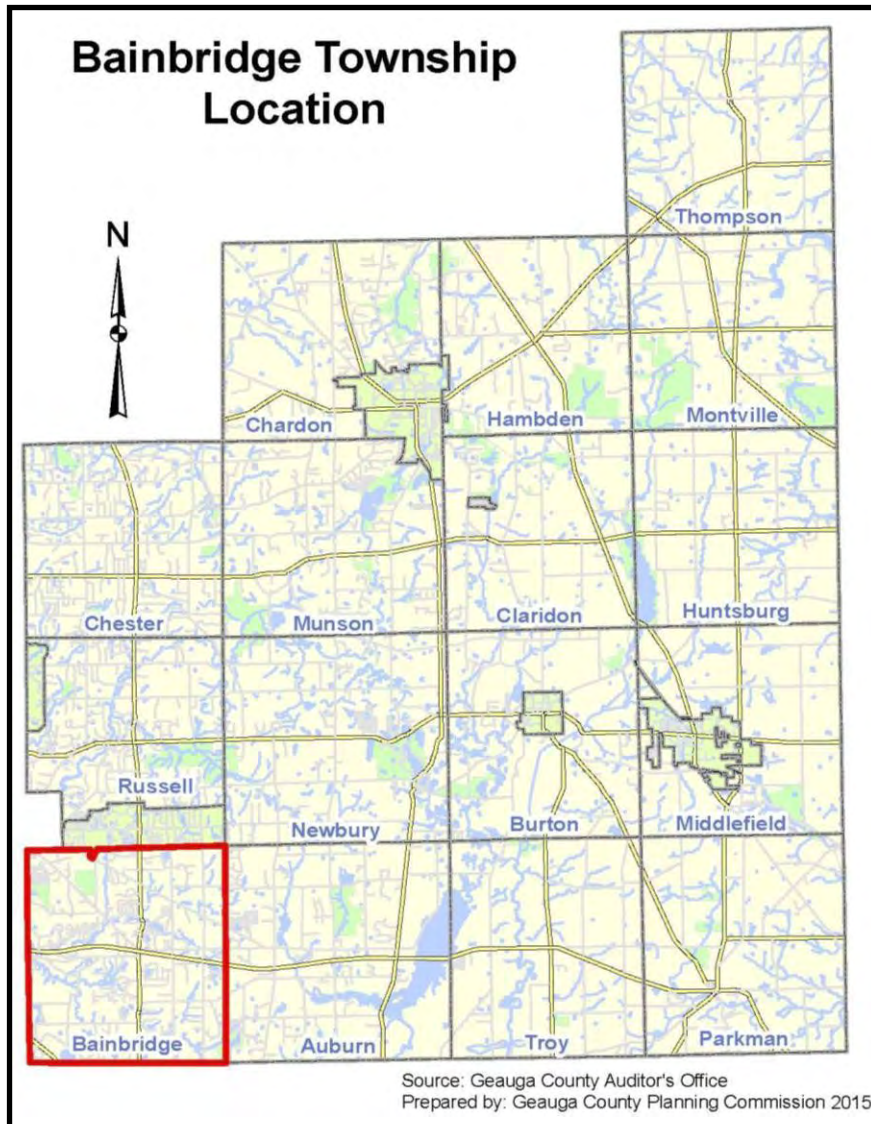 Bainbridge Township
Location
N
Thompson
Chardon
Hambden
Montville
Chester
Munson
Claridon
Huntsburg
Russell
Newbury
Burton
Middlefield
Bainbridge
Auburn
Troy
Parkman
Source: Geauga County Auditor's Office
Prepared by: Geauga County Planning Commission 2015